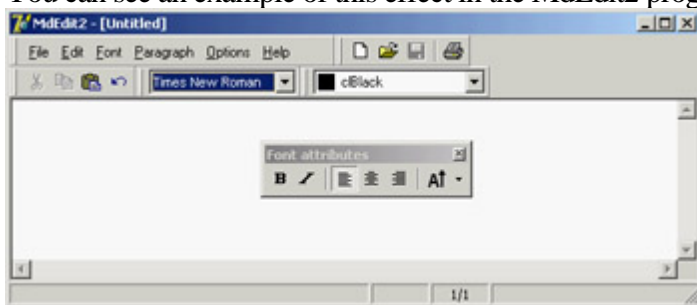 MdEdit2 - [Untitled]
File Edit Font Paragraph Options Help
Times New Roman clBlack
Font attributes
B I A
1/1